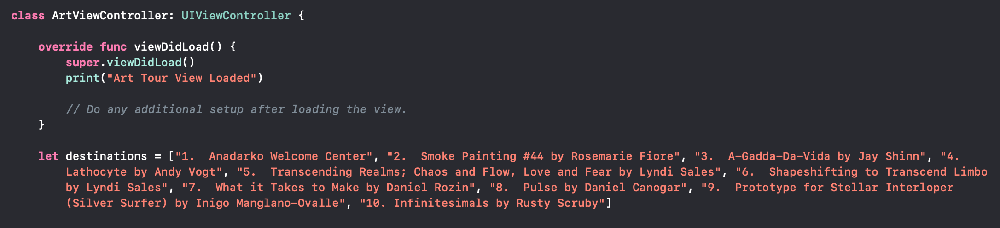 class ArtViewController: UIViewController {
override func viewDidLoad() {
super.viewDidLoad()
print("Art Tour View Loaded")
// Do any additional setup after loading the view.
}
let destinations = ["1.  Anadarko Welcome Center", "2.  Smoke Painting #44 by Rosemarie Fiore", "3.  A-Gadda-Da-Vida by Jay Shinn", "4.
Lathocyte by Andy Vogt", "5.  Transcending Realms; Chaos and Flow, Love and Fear by Lyndi Sales", "6.  Shapeshifting to Transcend Limbo
by Lyndi Sales", "7.  What it Takes to Make by Daniel Rozin", "8.  Pulse by Daniel Canogar", "9.  Prototype for Stellar Interloper
(Silver Surfer) by Inigo Manglano-Ovalle", "10. Infinitesimals by Rusty Scruby"]